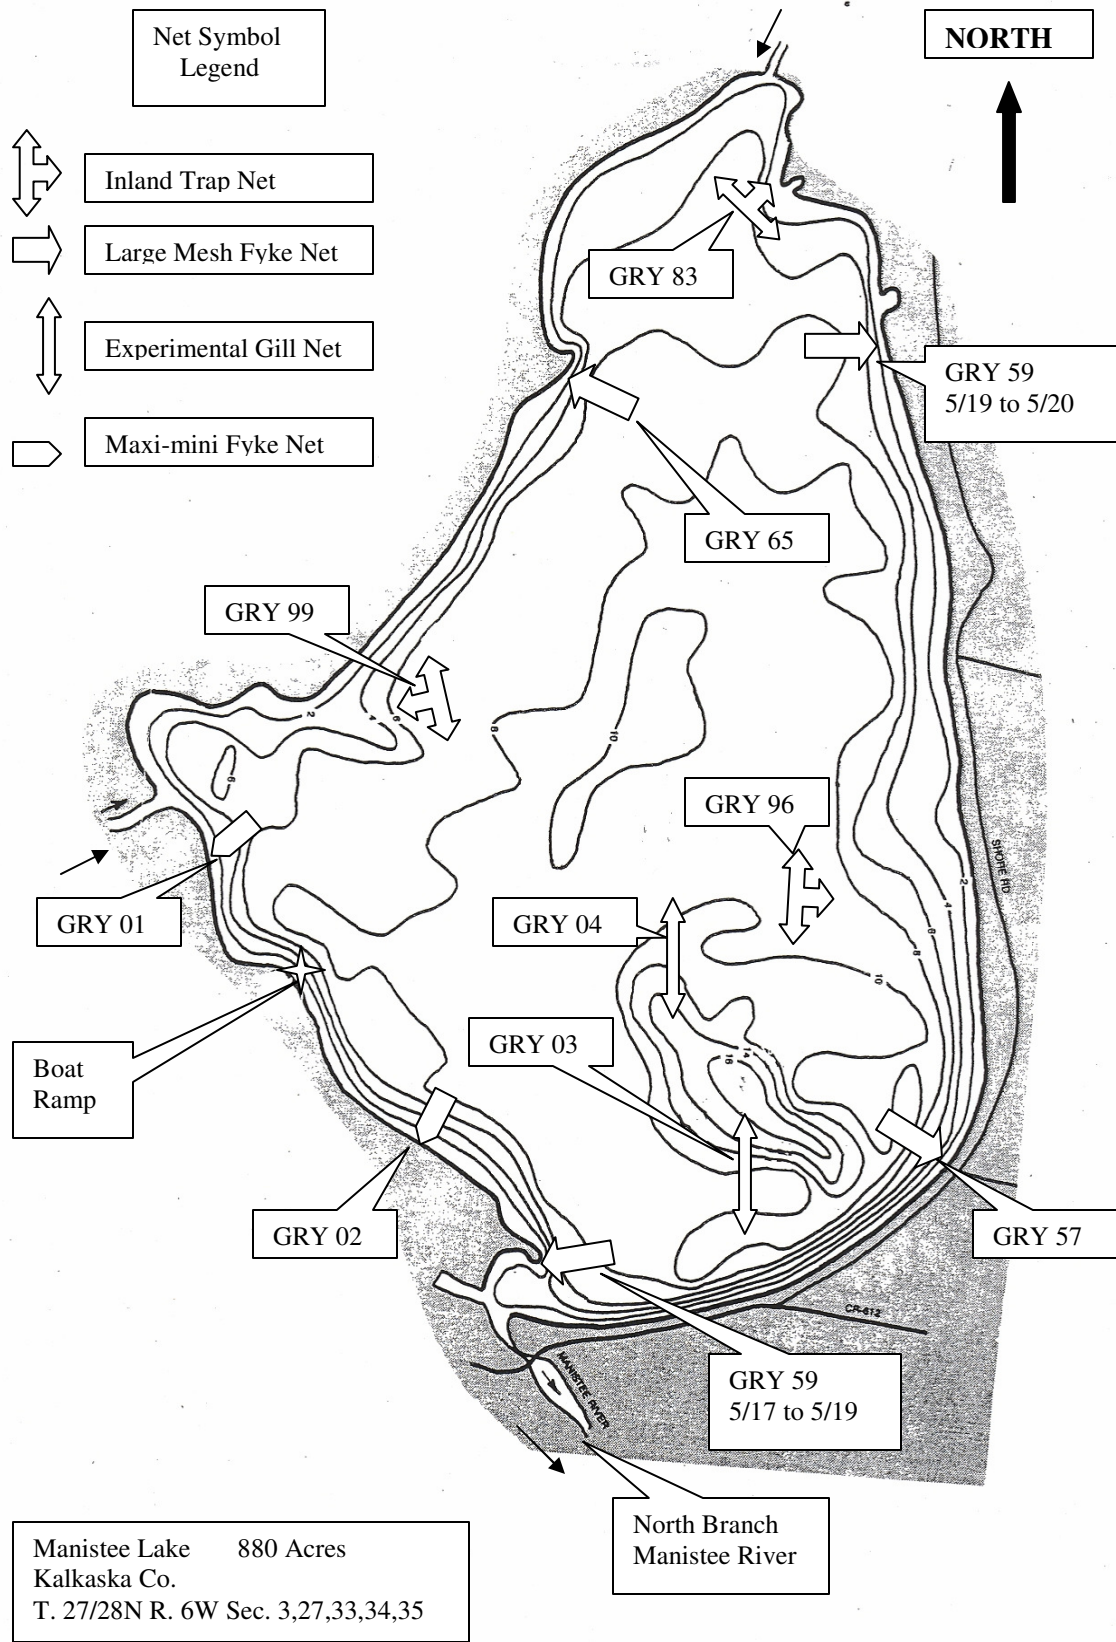 Net Symbol
Legend
NORTH
Inland Trap Net
Large Mesh Fyke Net
Experimental Gill Net
Maxi-mini Fyke Net
GRY 83
GRY 59
5/19 to 5/20
GRY 65
GRY 99
2
4
6
8
10
6
GRY 96
SHORE RD
2
4
6
8
10
GRY 01
GRY 04
GRY 03
16
Boat
Ramp
GRY 02
GRY 57
CR-612
MANISTEE RIVER
GRY 59
5/17 to 5/19
North Branch
Manistee River
Manistee Lake 880 Acres
Kalkaska Co.
T. 27/28N R. 6W Sec. 3,27,33,34,35